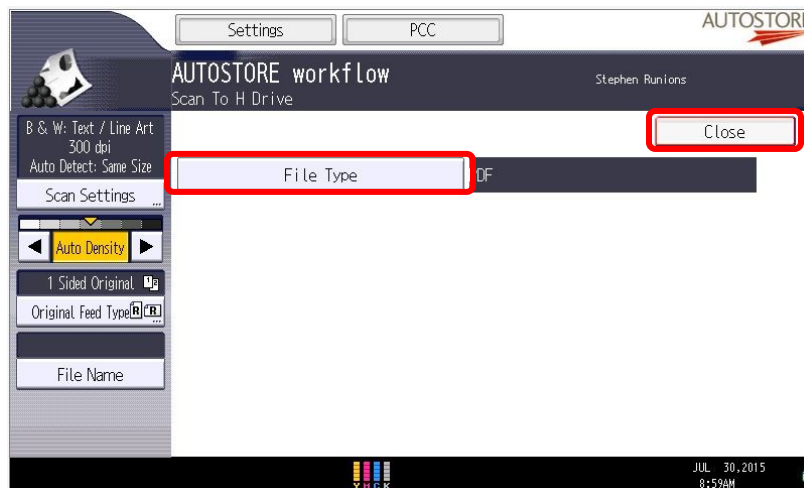 Settings
PCC
AUTOSTORE
AUTOSTORE workflow
Scan To H Drive
Stephen Runions
B & W: Text / Line Art
300 dpi
Auto Detect: Same Size
Scan Settings ...
Close
File Type
PDF
Auto Density
1 Sided Original
Original Feed Type
File Name
Y M C K
JUL 30,2015
8:59AM